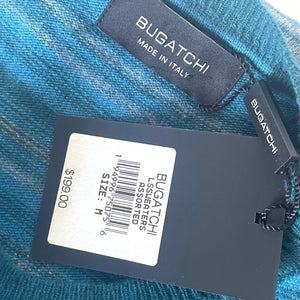 BUGATCHI
MADE IN ITALY
BUGATCHI
BUGATCHI
LSSWEATERS
ASSORTED
SIZE: M
$199.00